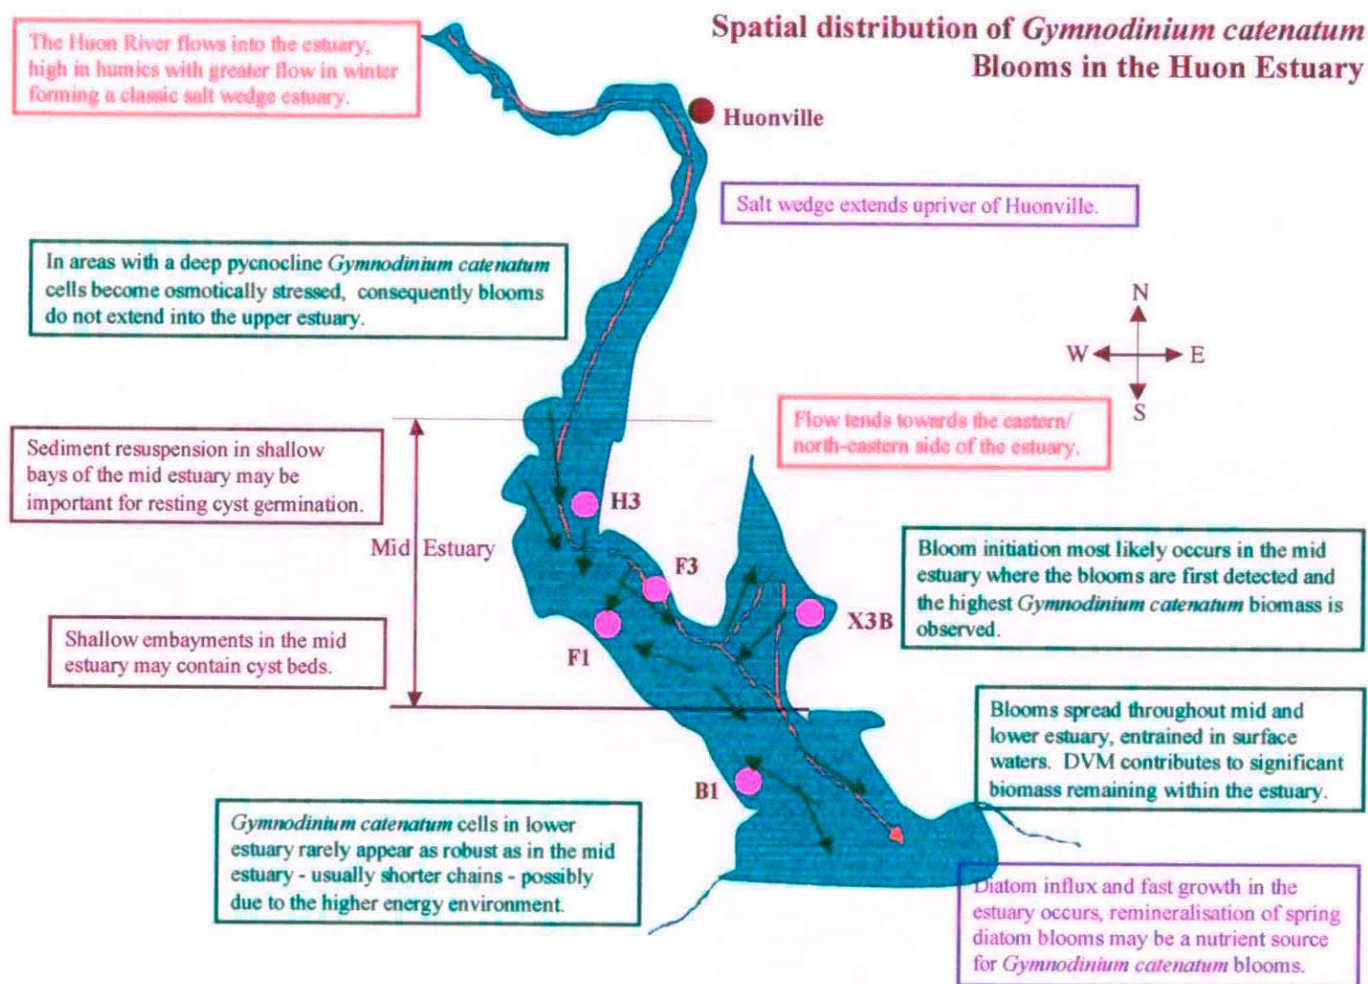 Spatial distribution of Gymnodinium catenatum
Blooms in the Huon Estuary
The Huon River flows into the estuary,
high in humics with greater flow in winter
forming a classic salt wedge estuary.
Huonville
Salt wedge extends upriver of Huonville.
In areas with a deep pycnocline Gymnodinium catenatum
cells become osmotically stressed, consequently blooms
do not extend into the upper estuary.
N
W
E
S
Flow tends towards the eastern/
north-eastern side of the estuary.
Sediment resuspension in shallow
bays of the mid estuary may be
important for resting cyst germination.
H3
Mid Estuary
F3
Bloom initiation most likely occurs in the mid
estuary where the blooms are first detected and
the highest Gymnodinium catenatum biomass is
observed.
X3B
Shallow embayments in the mid
estuary may contain cyst beds.
F1
Blooms spread throughout mid and
lower estuary, entrained in surface
waters. DVM contributes to significant
biomass remaining within the estuary.
B1
Gymnodinium catenatum cells in lower
estuary rarely appear as robust as in the mid
estuary - usually shorter chains - possibly
due to the higher energy environment.
Diatom influx and fast growth in the
estuary occurs, remineralisation of spring
diatom blooms may be a nutrient source
for Gymnodinium catenatum blooms.